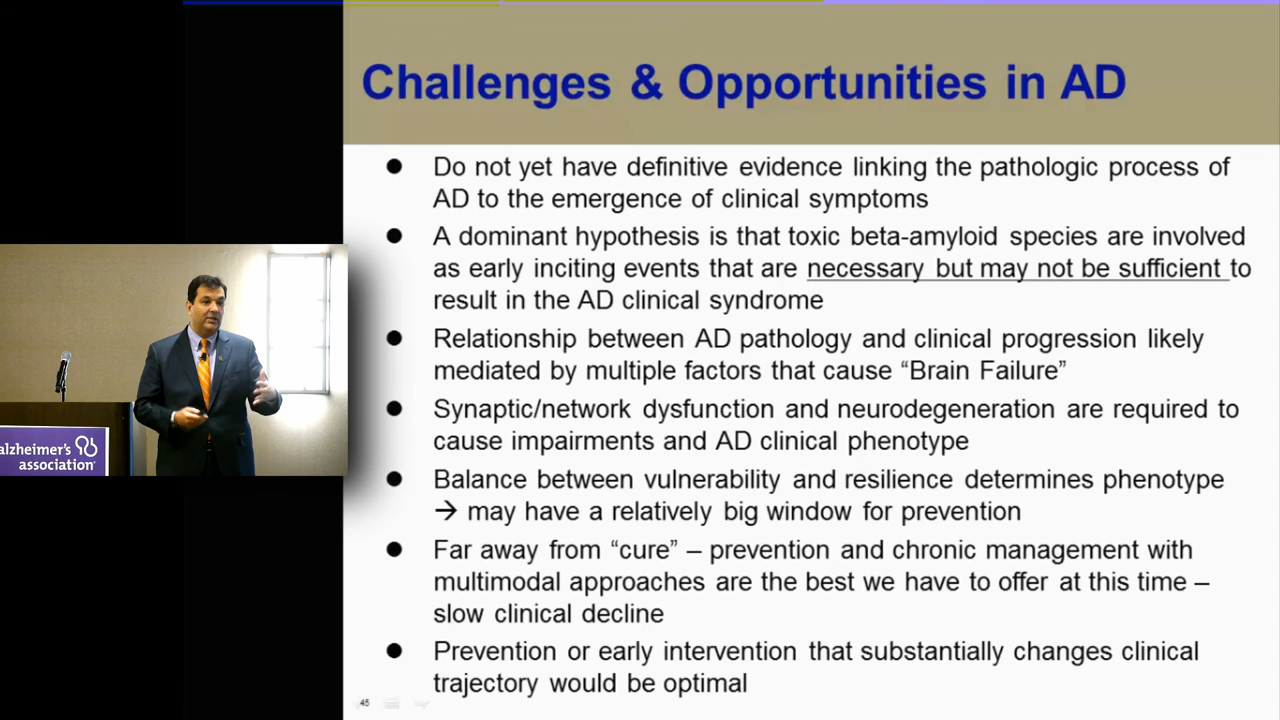 Challenges & Opportunities in AD
● Do not yet have definitive evidence linking the pathologic process of
AD to the emergence of clinical symptoms
● A dominant hypothesis is that toxic beta-amyloid species are involved
as early inciting events that are necessary but may not be sufficient to
result in the AD clinical syndrome
● Relationship between AD pathology and clinical progression likely
mediated by multiple factors that cause “Brain Failure”
● Synaptic/network dysfunction and neurodegeneration are required to
cause impairments and AD clinical phenotype
● Balance between vulnerability and resilience determines phenotype
→ may have a relatively big window for prevention
● Far away from “cure” – prevention and chronic management with
multimodal approaches are the best we have to offer at this time –
slow clinical decline
● Prevention or early intervention that substantially changes clinical
trajectory would be optimal
45
alzheimer's
association